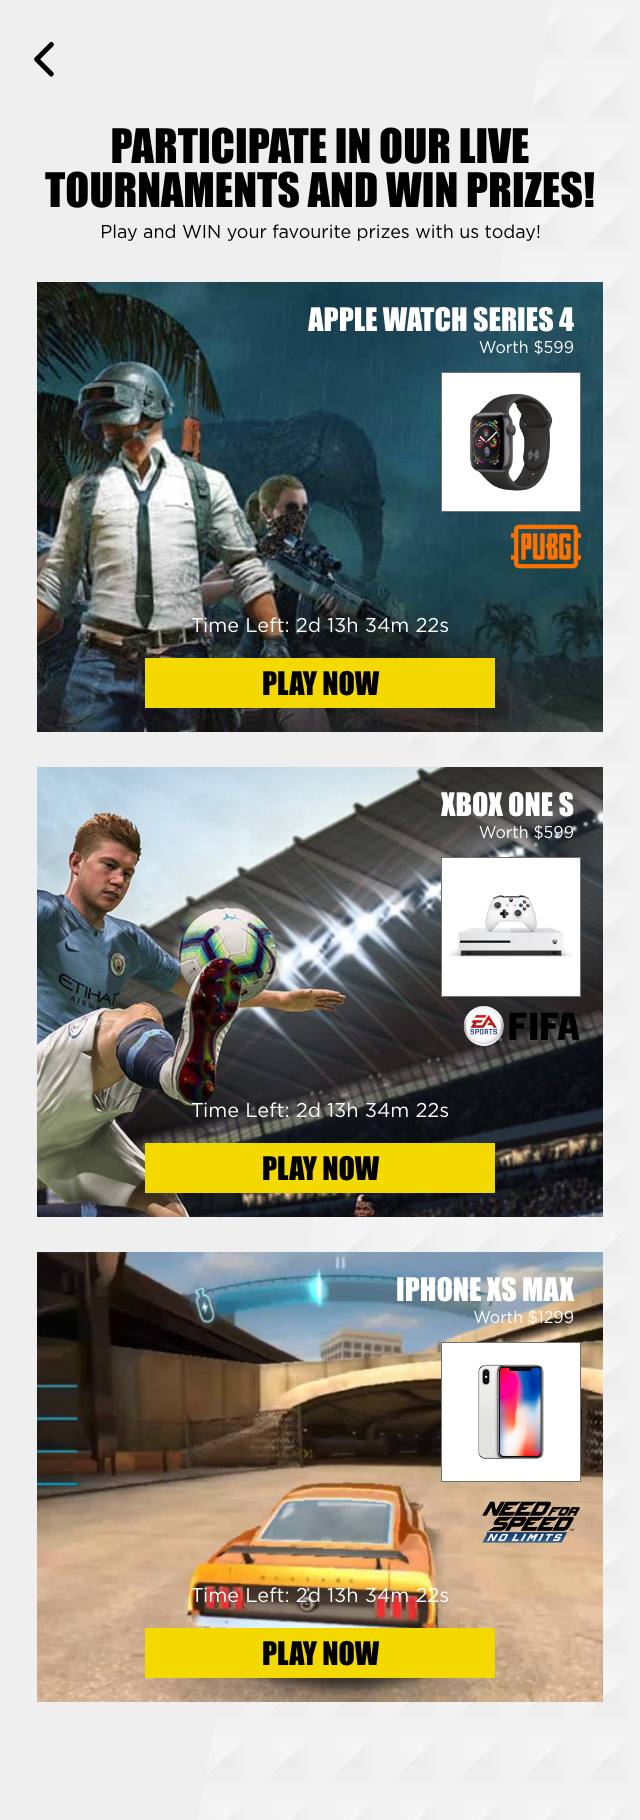 PARTICIPATE IN OUR LIVE
TOURNAMENTS AND WIN PRIZES!
Play and WIN your favourite prizes with us today!
APPLE WATCH SERIES 4
Worth $599
PUBG
Time Left: 2d 13h 34m 22s
PLAY NOW
XBOX ONE S
Worth $599
ETIHAD
AIRWAYS
EA
SPORTS
FIFA
Time Left: 2d 13h 34m 22s
PLAY NOW
IPHONE XS MAX
Worth $1299
NEED FOR
SPEED
NO LIMITS
Time Left: 2d 13h 34m 22s
PLAY NOW